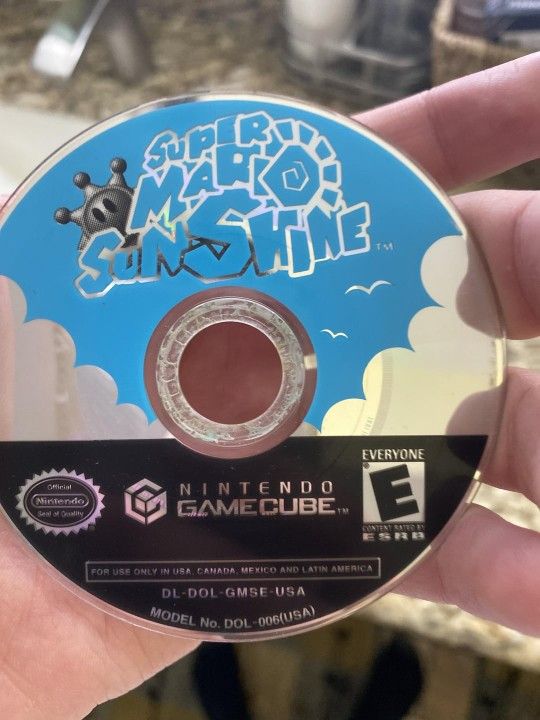 SUPER
MARIO
SUNSHINE TM
EVERYONE
E
CONTENT RATED BY
ESRB
Official
Nintendo
Seal of Quality
NINTENDO
GAMECUBE TM
FOR USE ONLY IN USA, CANADA, MEXICO AND LATIN AMERICA
DL-DOL-GMSE-USA
MODEL No. DOL-006(USA)